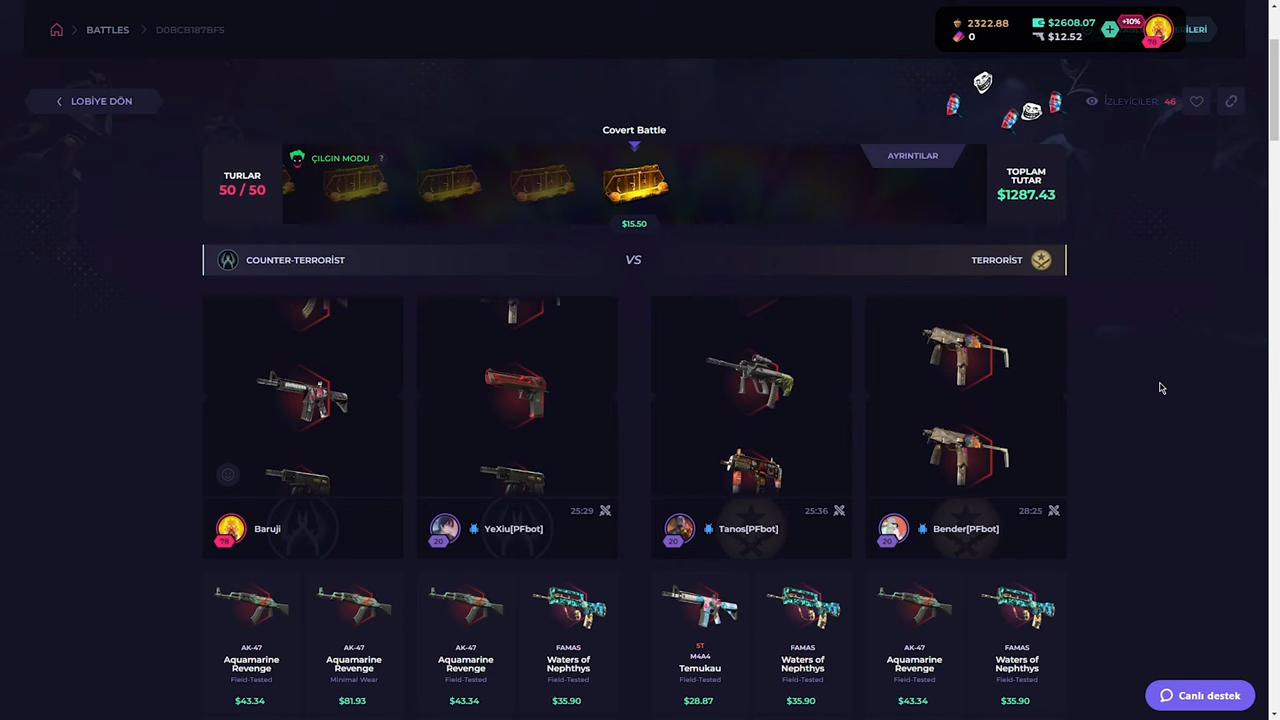 BATTLES
D0BCB187BF5
2322.88
0
$2608.07
$12.52
+10%
78
İLERİ
LOBİYE DÖN
İZLEYİCİLER: 46
Covert Battle
TURLAR
50 / 50
ÇILGIN MODU ?
AYRINTILAR
TOPLAM
TUTAR
$1287.43
$15.50
COUNTER-TERRORİST
VS
TERRORİST
78
Baruji
25:29
20
YeXiu[PFbot]
25:36
20
Tanos[PFbot]
28:25
20
Bender[PFbot]
AK-47
Aquamarine
Revenge
Field-Tested
$43.34
AK-47
Aquamarine
Revenge
Minimal Wear
$81.93
AK-47
Aquamarine
Revenge
Field-Tested
$43.34
FAMAS
Waters of
Nephthys
Field-Tested
$35.90
ST
M4A4
Temukau
Field-Tested
$28.87
FAMAS
Waters of
Nephthys
Field-Tested
$35.90
AK-47
Aquamarine
Revenge
Field-Tested
$43.34
FAMAS
Waters of
Nephthys
Field-Tested
$35.90
Canlı destek